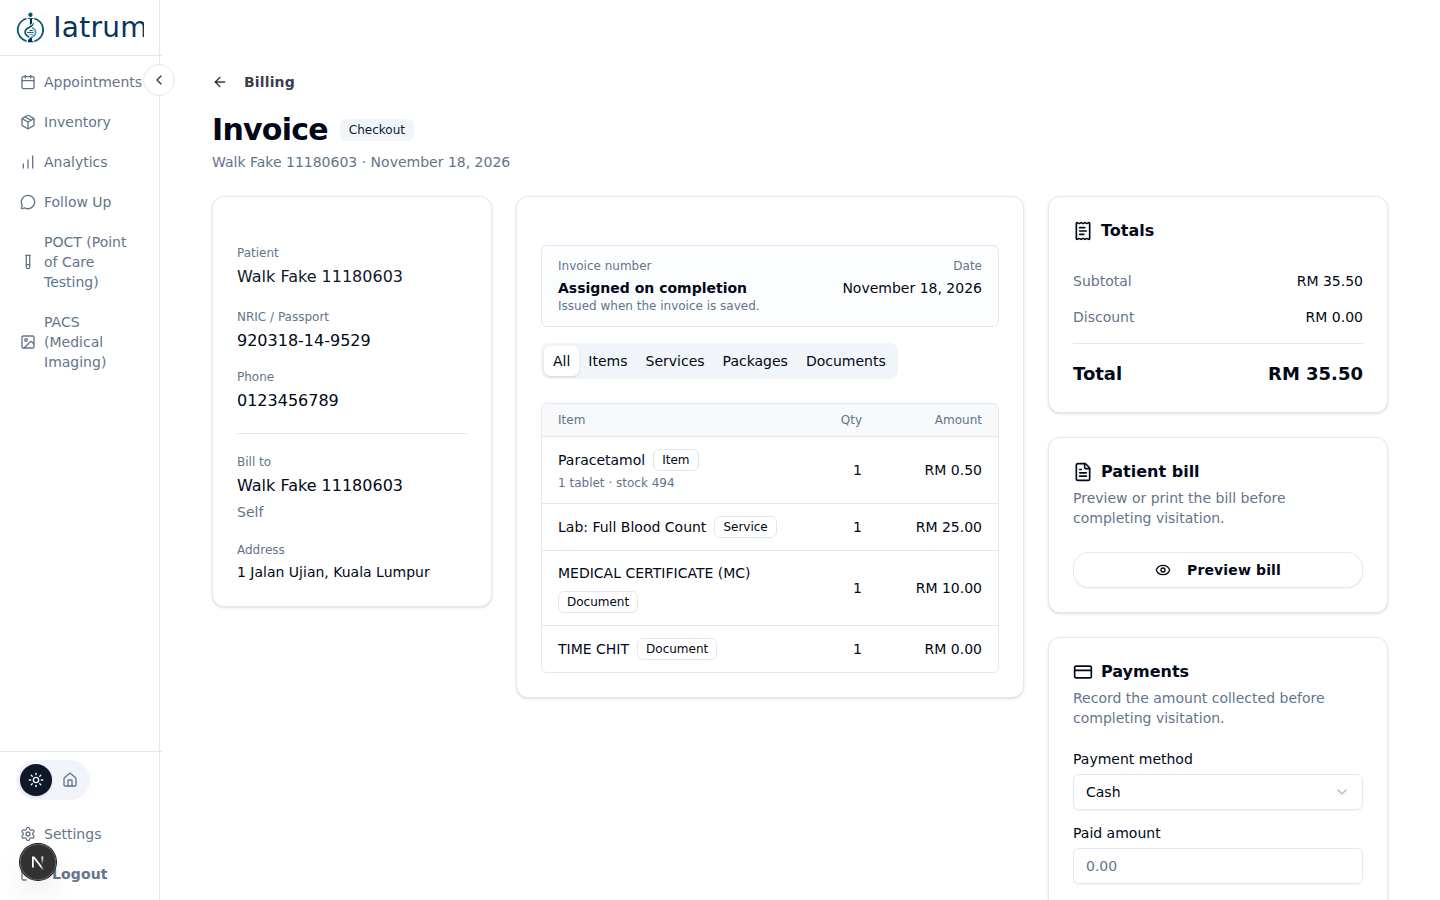 Iatrum
Appointments
Inventory
Analytics
Follow Up
POCT (Point
of Care
Testing)
PACS
(Medical
Imaging)
Settings
N
Logout
Billing
Invoice Checkout
Walk Fake 11180603 · November 18, 2026
Patient
Walk Fake 11180603
NRIC / Passport
920318-14-9529
Phone
0123456789
Bill to
Walk Fake 11180603
Self
Address
1 Jalan Ujian, Kuala Lumpur
Invoice number Date
Assigned on completion November 18, 2026
Issued when the invoice is saved.
All Items Services Packages Documents
Item Qty Amount
Paracetamol Item 1 RM 0.50
1 tablet · stock 494
Lab: Full Blood Count Service 1 RM 25.00
MEDICAL CERTIFICATE (MC) 1 RM 10.00
Document
TIME CHIT Document 1 RM 0.00
Totals
Subtotal RM 35.50
Discount RM 0.00
Total RM 35.50
Patient bill
Preview or print the bill before
completing visitation.
Preview bill
Payments
Record the amount collected before
completing visitation.
Payment method
Cash
Paid amount
0.00